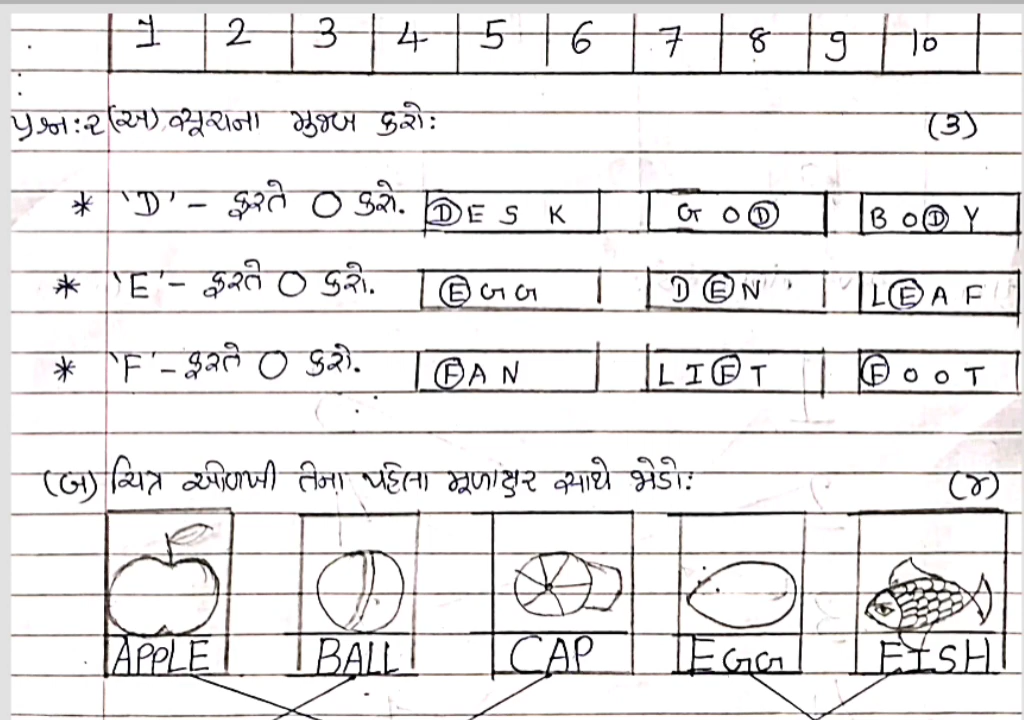 1 2 3 4 5 6 7 8 9 10
પ્રશ્ન:૨ (અ) સૂચના મુજબ કરો: (૩)
* 'D' - ફરતે O કરો. DESK GOD BODY
* 'E' - ફરતે O કરો. EGG DEN LEAF
* 'F' - ફરતે O કરો. FAN LIFT FOOT
(બ) ચિત્ર ઓળખી તેના પહેલા મૂળાક્ષર સાથે જોડો: (૪)
APPLE BALL CAP EGG FISH